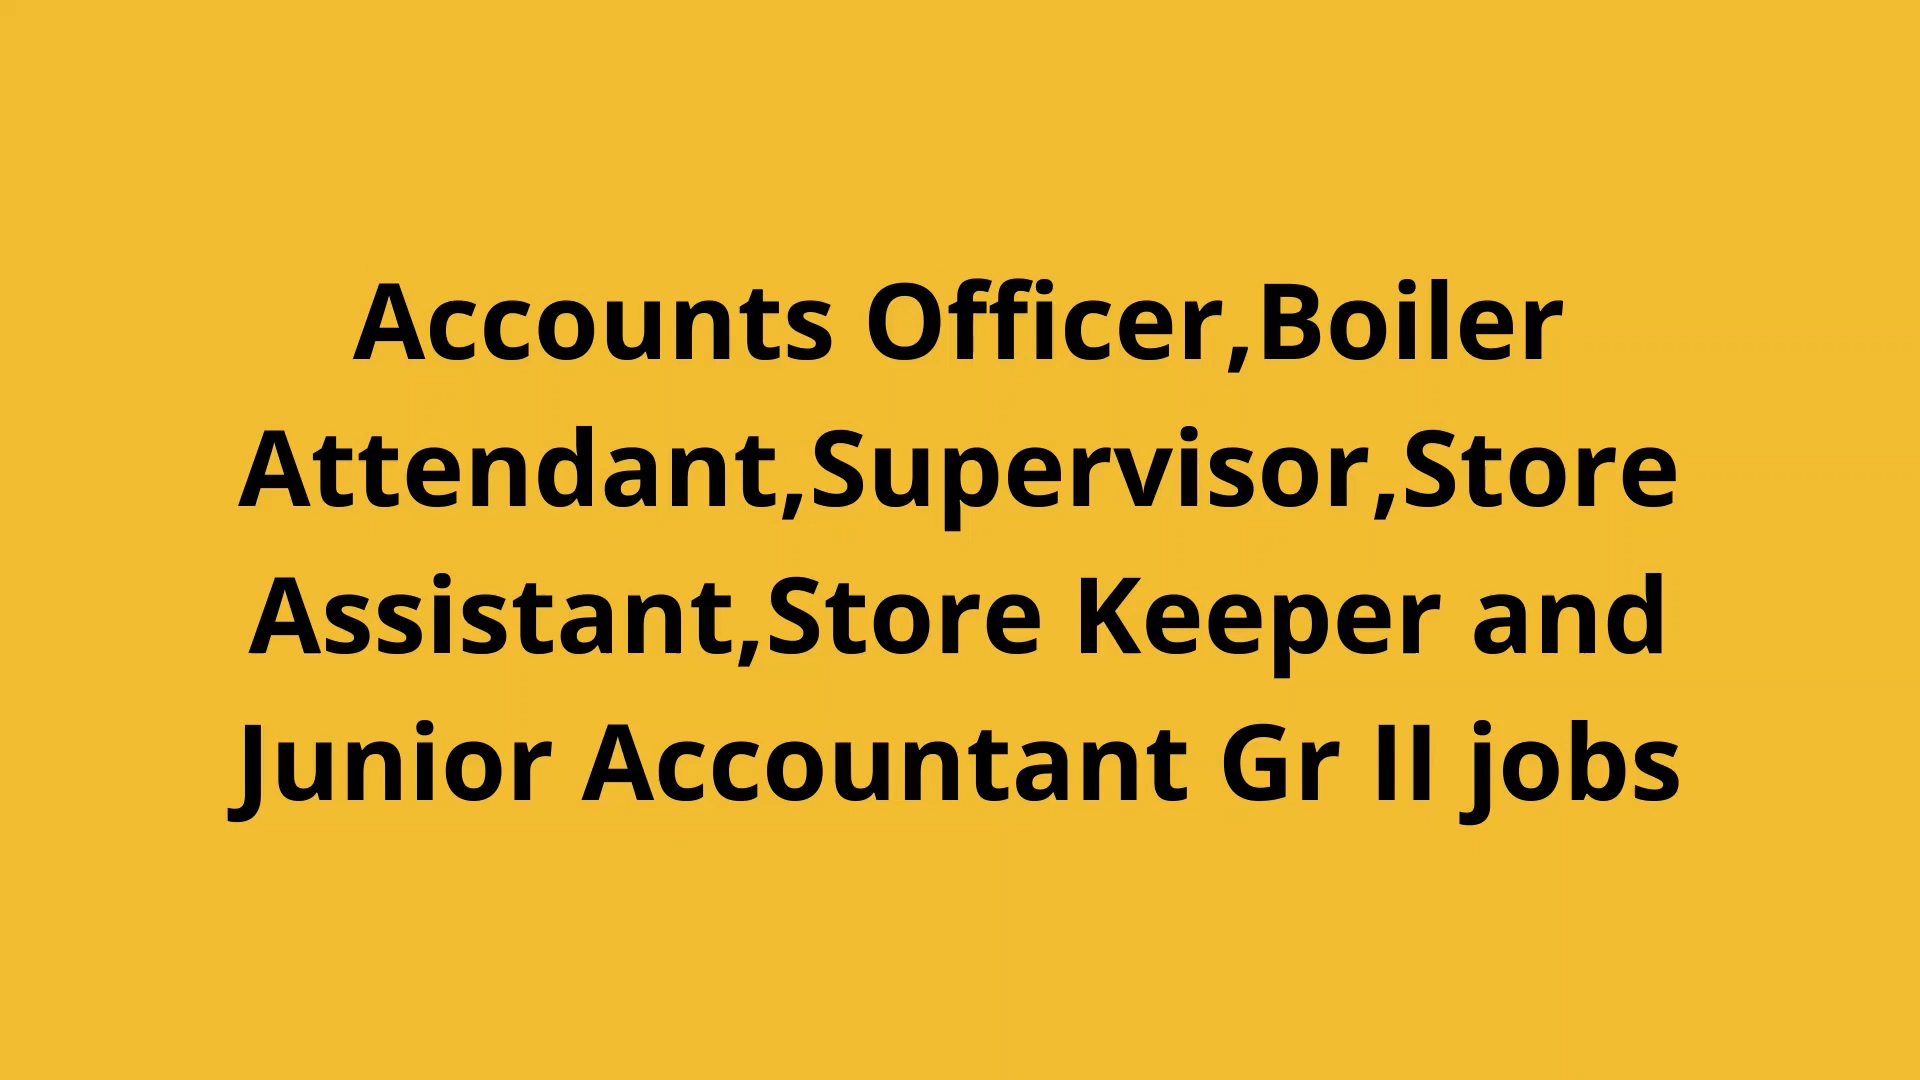 Accounts Officer,Boiler
Attendant,Supervisor,Store
Assistant,Store Keeper and
Junior Accountant Gr II jobs